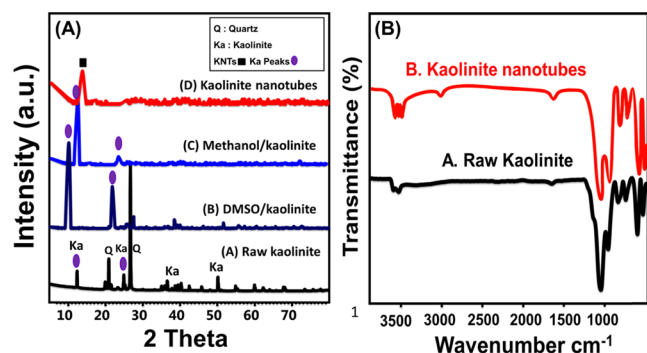 (A)
Q : Quartz
Ka : Kaolinite
KNTs Ka Peaks
(D) Kaolinite nanotubes
(C) Methanol/kaolinite
(B) DMSO/kaolinite
(A) Raw kaolinite
Ka
Q
Ka
Q
Ka
Ka
10 20 30 40 50 60 70
2 Theta
Intensity (a.u.)
(B)
B. Kaolinite nanotubes
A. Raw Kaolinite
Transmittance (%)
1
3500 3000 2000 1000
Wavenumber cm-1